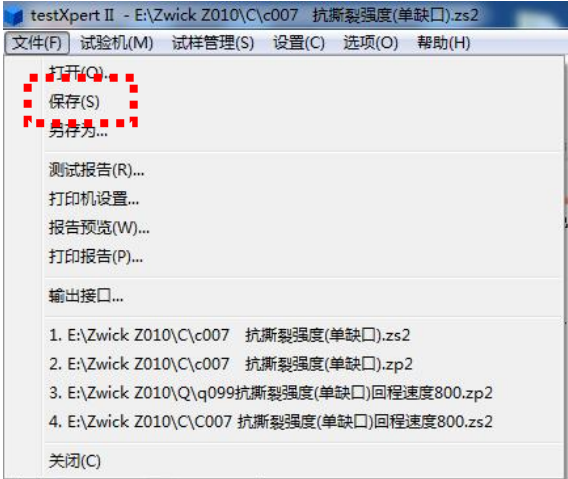 testXpert II - E:\Zwick Z010\C\c007 抗撕裂强度(单缺口).zs2
文件(F) 试验机(M) 试样管理(S) 设置(C) 选项(O) 帮助(H)
打开(O)...
保存(S)
另存为...
测试报告(R)...
打印机设置...
报告预览(W)...
打印报告(P)...
输出接口...
1. E:\Zwick Z010\C\c007 抗撕裂强度(单缺口).zs2
2. E:\Zwick Z010\C\c007 抗撕裂强度(单缺口).zp2
3. E:\Zwick Z010\Q\q099抗撕裂强度(单缺口)回程速度800.zp2
4. E:\Zwick Z010\C\C007 抗撕裂强度(单缺口)回程速度800.zs2
关闭(C)